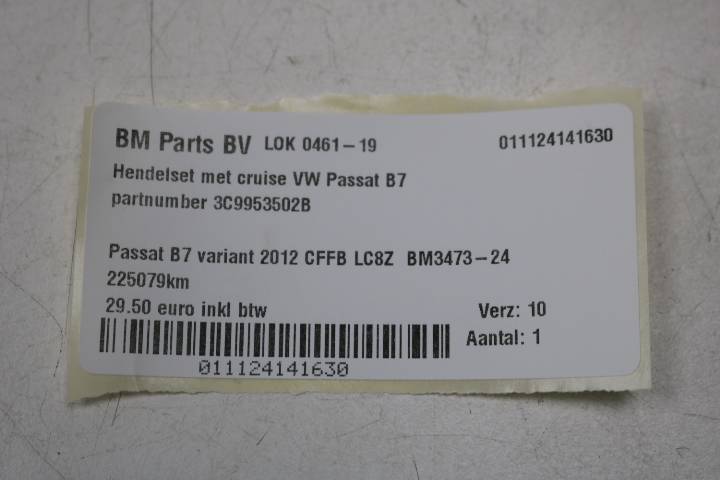 BM Parts BV LOK 0461-19 011124141630
Hendelset met cruise VW Passat B7
partnumber 3C9953502B
Passat B7 variant 2012 CFFB LC8Z BM3473-24
225079km
29.50 euro inkl btw Verz: 10
Aantal: 1
011124141630